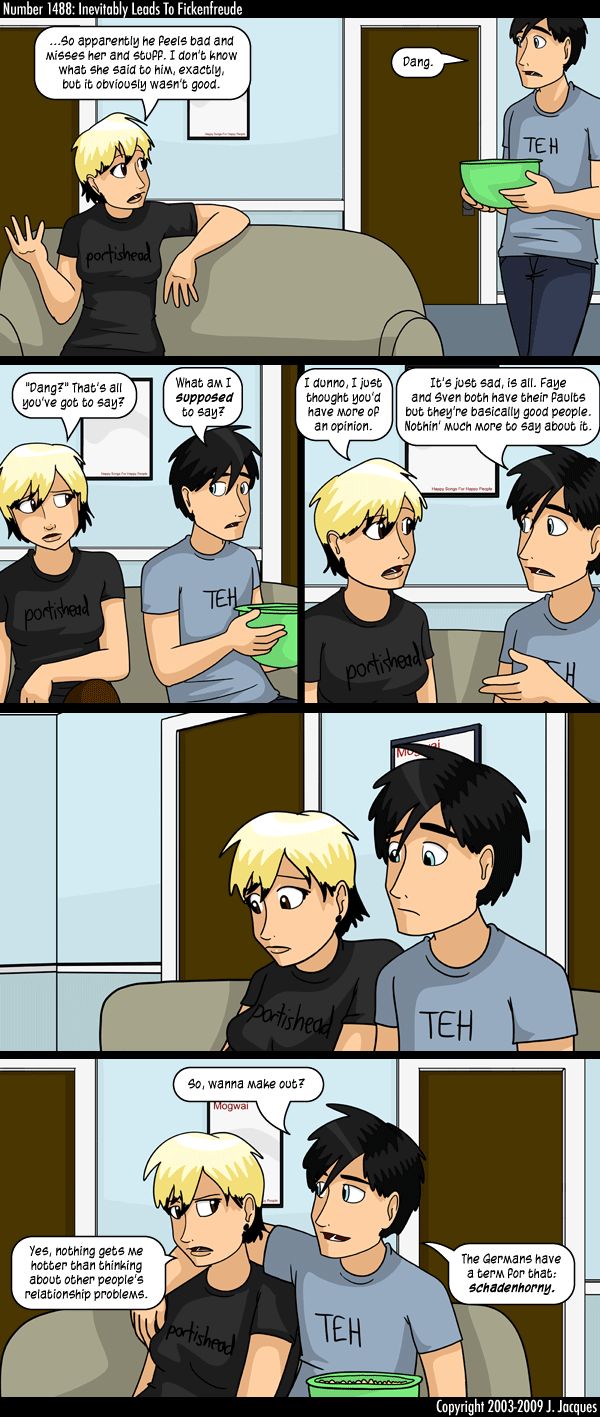 Number 1488: Inevitably Leads To Fickenfreude
...So apparently he feels bad and
misses her and stuff. I don't know
what she said to him, exactly,
but it obviously wasn't good.
Dang.
Happy Songs For Happy People
portishead
TEH
"Dang?" That's all
you've got to say?
What am I
supposed
to say?
Happy Songs For Happy People
portishead
TEH
I dunno, I just
thought you'd
have more of
an opinion.
It's just sad, is all. Faye
and Sven both have their faults
but they're basically good people.
Nothin' much more to say about it.
Happy Songs For Happy People
portishead
H
Mogwai
portishead
TEH
So, wanna make out?
Mogwai
People
Yes, nothing gets me
hotter than thinking
about other people's
relationship problems.
The Germans have
a term for that:
schadenhorny.
portishead
TEH
Copyright 2003-2009 J. Jacques